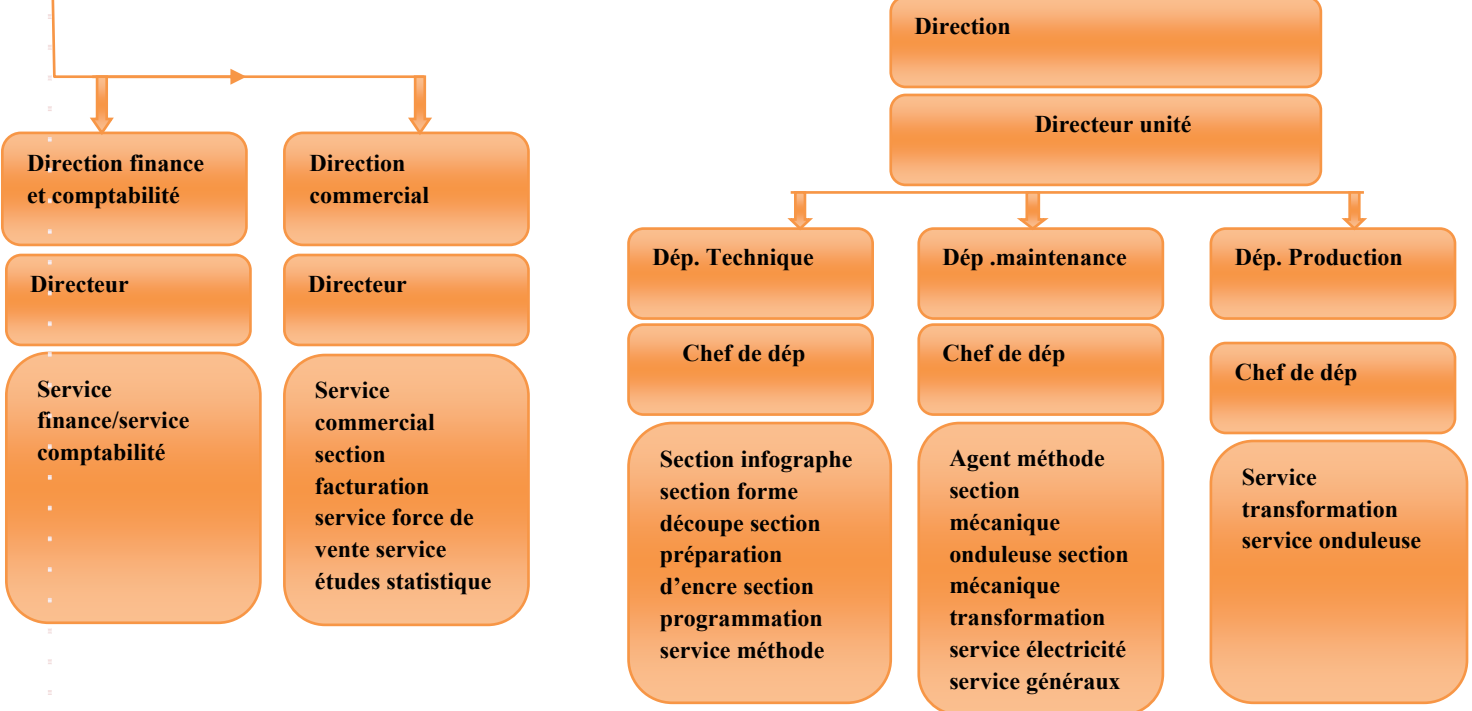 Direction finance
et comptabilité
Directeur
Service
finance/service
comptabilité
Direction
commercial
Directeur
Service
commercial
section
facturation
service force de
vente service
études statistique
Direction
Directeur unité
Dép. Technique
Chef de dép
Section infographe
section forme
découpe section
préparation
d’encre section
programmation
service méthode
Dép .maintenance
Chef de dép
Agent méthode
section
mécanique
onduleuse section
mécanique
transformation
service électricité
service généraux
Dép. Production
Chef de dép
Service
transformation
service onduleuse